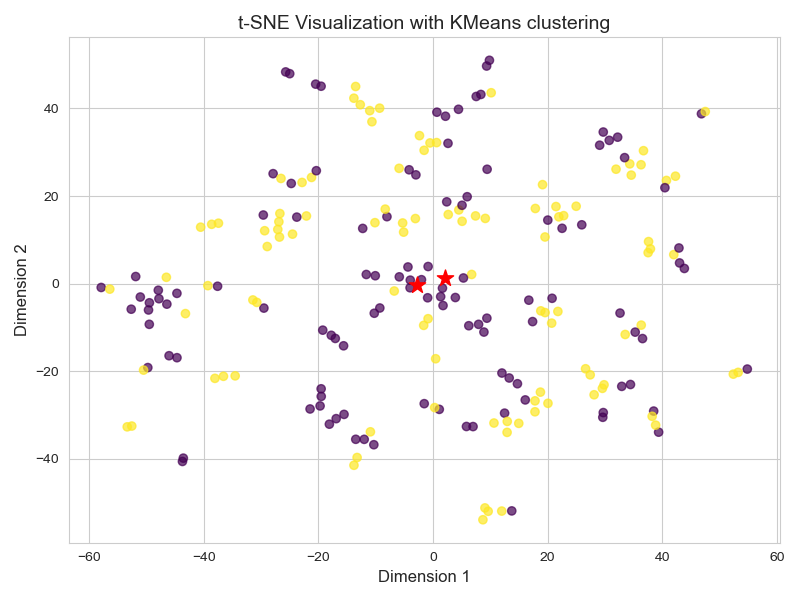 t-SNE Visualization with KMeans clustering
Dimension 2
40
20
0
−20
−40
−60 −40 −20 0 20 40 60
Dimension 1